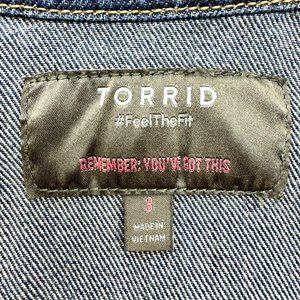 TORRID
#FeelTheFit
REMEMBER: YOU'VE GOT THIS
3
MADE IN
VIETNAM